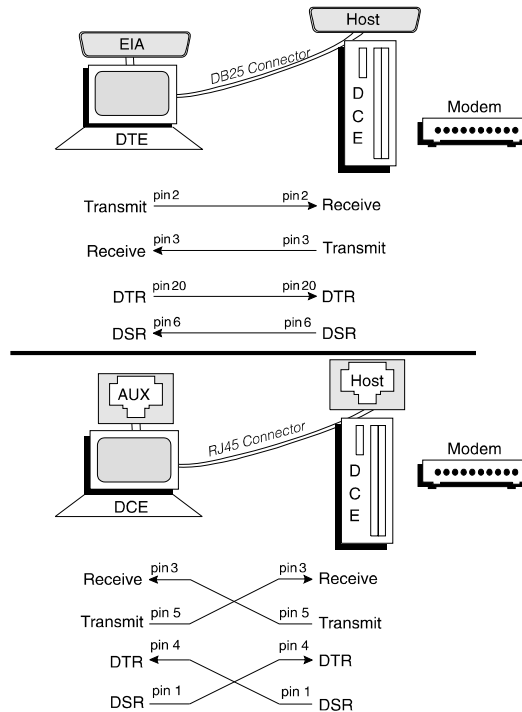 EIA
Host
DB25 Connector
D
C
E
Modem
DTE
Transmit pin 2 pin 2 Receive
Receive pin 3 pin 3 Transmit
DTR pin 20 pin 20 DTR
DSR pin 6 pin 6 DSR
AUX
Host
RJ45 Connector
D
C
E
Modem
DCE
Receive pin 3 pin 3 Receive
Transmit pin 5 pin 5 Transmit
DTR pin 4 pin 4 DTR
DSR pin 1 pin 1 DSR